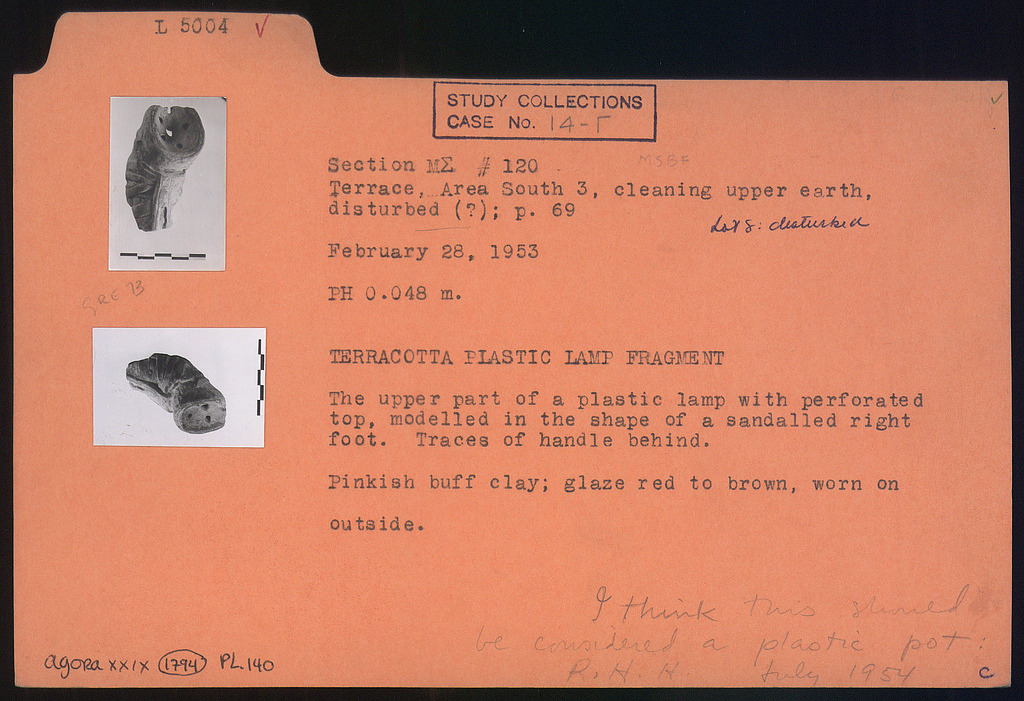 L 5004 ✓
STUDY COLLECTIONS
CASE No. 14-Γ
✓
MSBF
Section ΜΣ # 120
Terrace, Area South 3, cleaning upper earth,
disturbed (?); p. 69
Lot 8: disturbed
February 28, 1953
GRE 73
PH 0.048 m.
TERRACOTTA PLASTIC LAMP FRAGMENT
The upper part of a plastic lamp with perforated
top, modelled in the shape of a sandalled right
foot. Traces of handle behind.
Pinkish buff clay; glaze red to brown, worn on
outside.
I think this should
be considered a plastic pot:
R.H.H. July 1954
agora XXIX 1794 PL.140
C